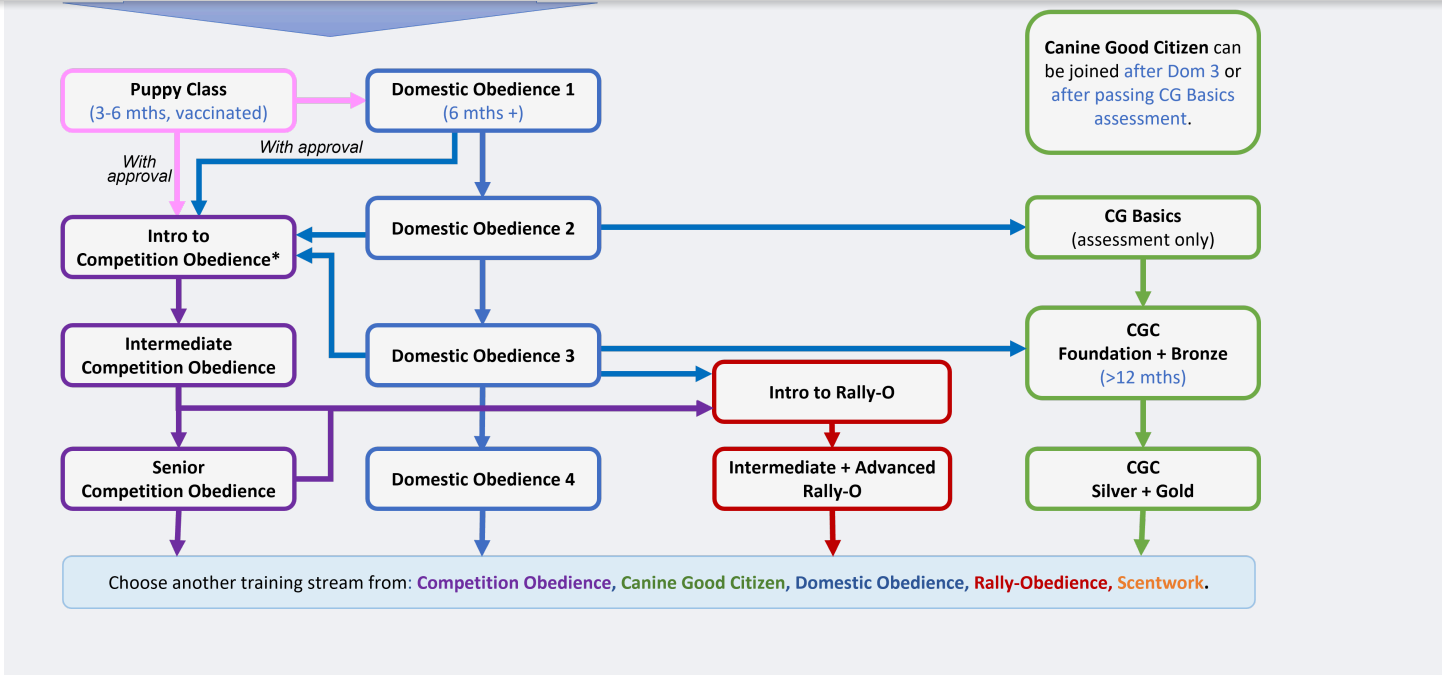 Canine Good Citizen can
be joined after Dom 3 or
after passing CG Basics
assessment.
Puppy Class
(3-6 mths, vaccinated)
Domestic Obedience 1
(6 mths +)
With approval
With
approval
Intro to
Competition Obedience*
Domestic Obedience 2
CG Basics
(assessment only)
Intermediate
Competition Obedience
Domestic Obedience 3
CGC
Foundation + Bronze
(>12 mths)
Intro to Rally-O
Senior
Competition Obedience
Domestic Obedience 4
Intermediate + Advanced
Rally-O
CGC
Silver + Gold
Choose another training stream from: Competition Obedience, Canine Good Citizen, Domestic Obedience, Rally-Obedience, Scentwork.